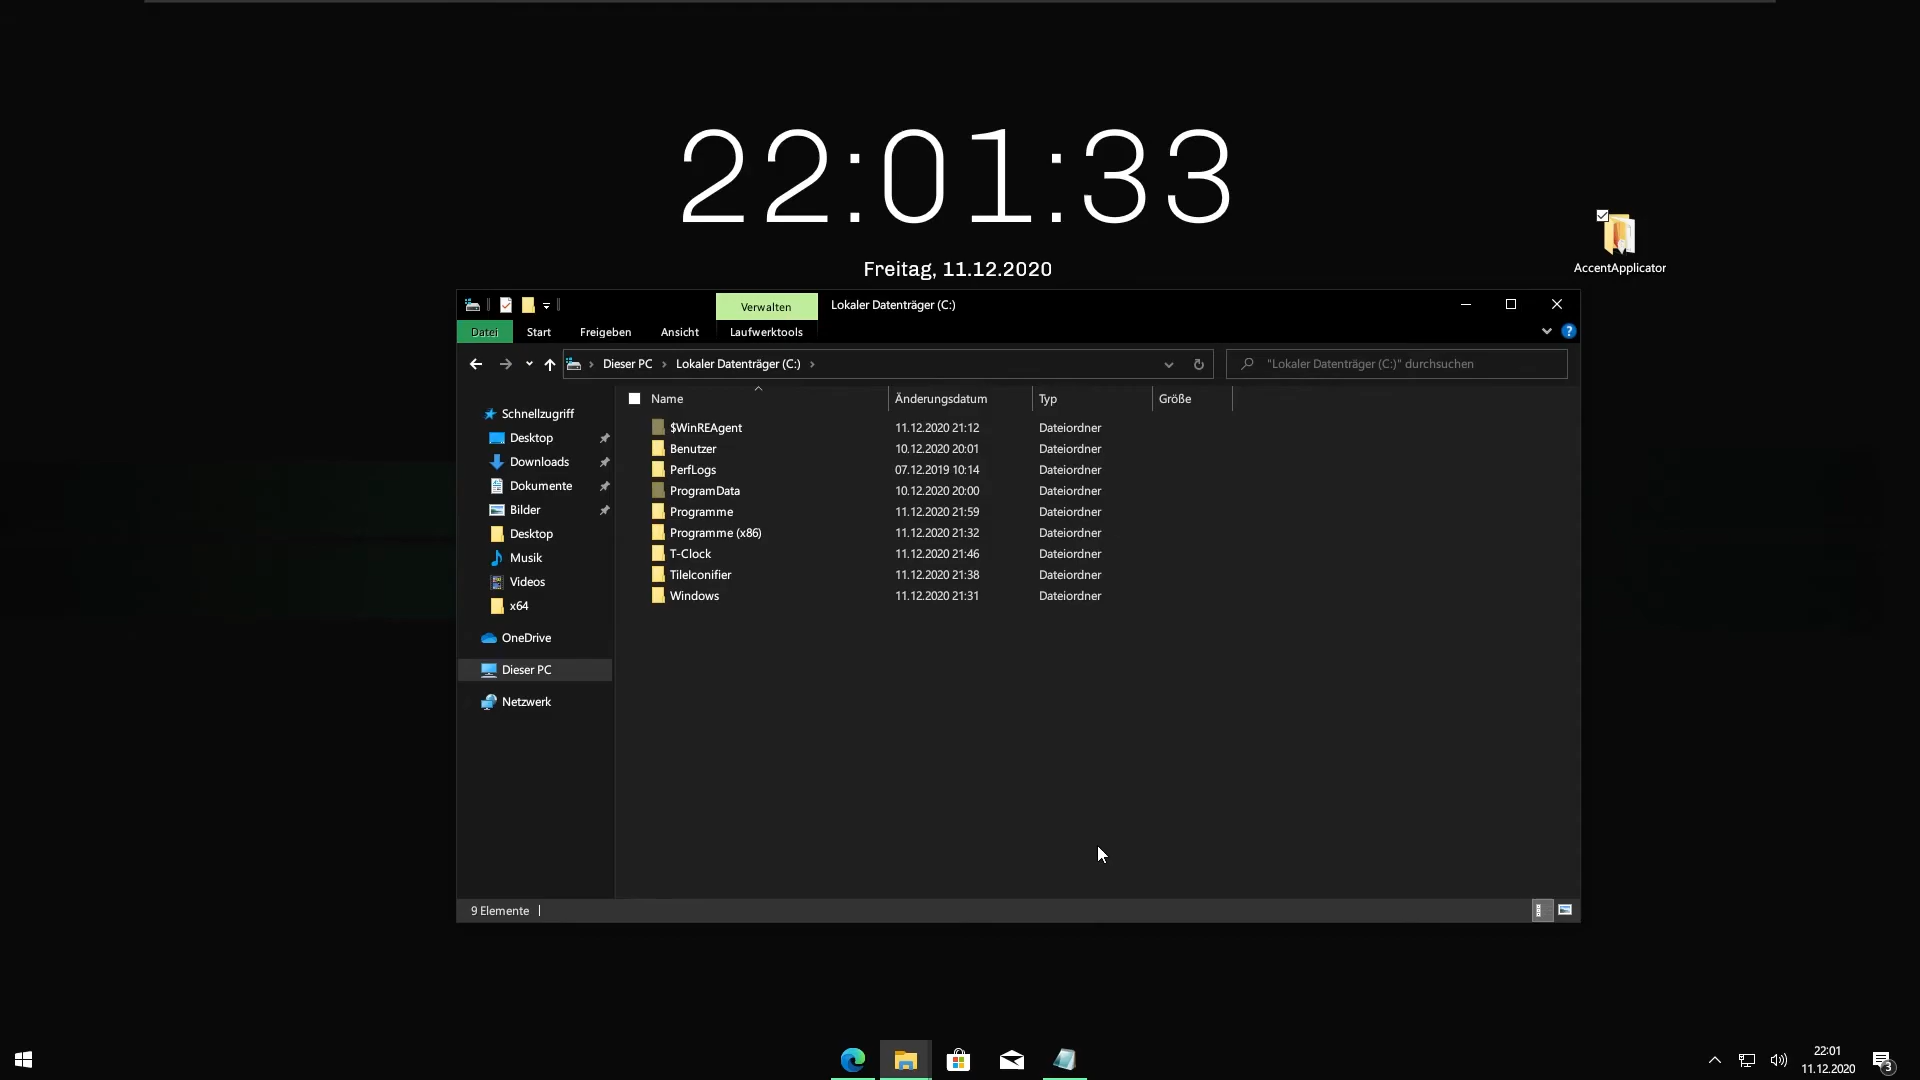 22:01:33
Freitag, 11.12.2020
AccentApplicator
Verwalten
Lokaler Datenträger (C:)
Datei Start Freigeben Ansicht Laufwerktools
Dieser PC Lokaler Datenträger (C:)
"Lokaler Datenträger (C:)" durchsuchen
Name Änderungsdatum Typ Größe
Schnellzugriff
Desktop
Downloads
Dokumente
Bilder
Desktop
Musik
Videos
x64
OneDrive
Dieser PC
Netzwerk
$WinREAgent 11.12.2020 21:12 Dateiordner
Benutzer 10.12.2020 20:01 Dateiordner
PerfLogs 07.12.2019 10:14 Dateiordner
ProgramData 10.12.2020 20:00 Dateiordner
Programme 11.12.2020 21:59 Dateiordner
Programme (x86) 11.12.2020 21:32 Dateiordner
T-Clock 11.12.2020 21:46 Dateiordner
TileIconifier 11.12.2020 21:38 Dateiordner
Windows 11.12.2020 21:31 Dateiordner
9 Elemente
22:01
11.12.2020
3